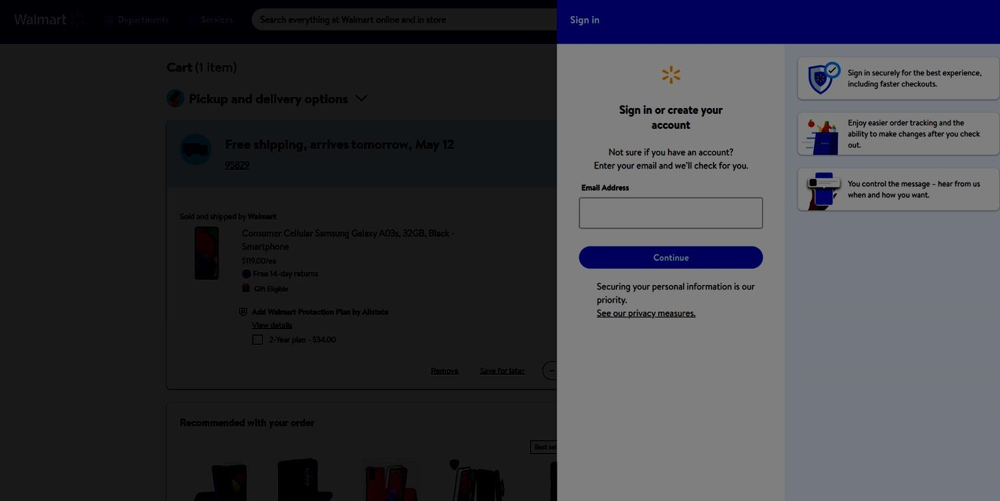 Walmart
Departments
Services
Search everything at Walmart online and in store
Cart (1 item)
Pickup and delivery options
Free shipping, arrives tomorrow, May 12
95829
Sold and shipped by Walmart
Consumer Cellular Samsung Galaxy A03s, 32GB, Black -
Smartphone
$119.00/ea
Free 14-day returns
Gift Eligible
Add Walmart Protection Plan by Allstate
View details
2-Year plan - $34.00
Remove
Save for later
Recommended with your order
Best sel
Sign in
Sign in or create your
account
Not sure if you have an account?
Enter your email and we'll check for you.
Email Address
Continue
Securing your personal information is our
priority.
See our privacy measures.
Sign in securely for the best experience,
including faster checkouts.
Enjoy easier order tracking and the
ability to make changes after you check
out.
You control the message – hear from us
when and how you want.